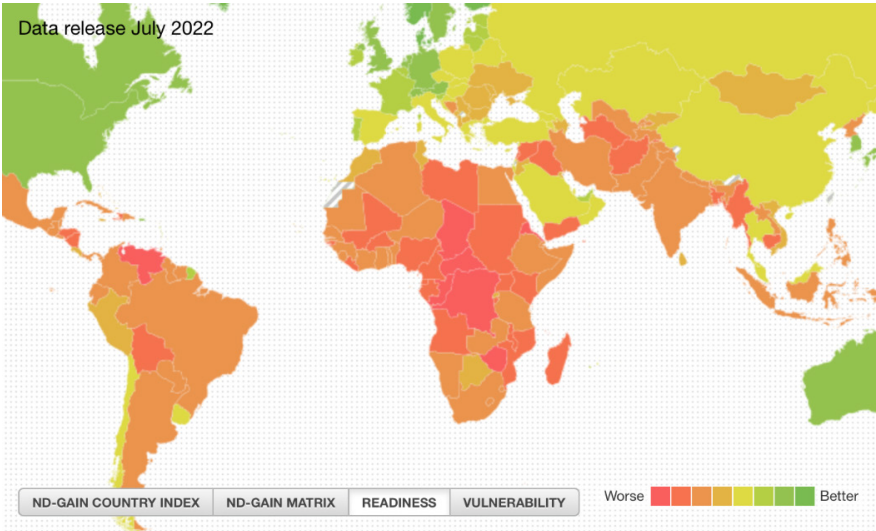 Data release July 2022
ND-GAIN COUNTRY INDEX
ND-GAIN MATRIX
READINESS
VULNERABILITY
Worse
Better